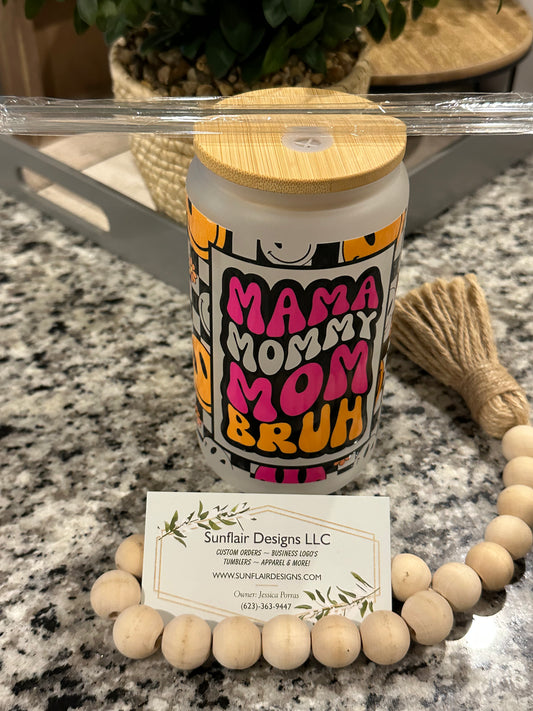 MAMA
MOMMY
MOM
BRUH
Sunflair Designs LLC
CUSTOM ORDERS ~ BUSINESS LOGO'S
TUMBLERS ~ APPAREL & MORE!
WWW.SUNFLAIRDESIGNS.COM
Owner: Jessica Porras
(623)-363-9447